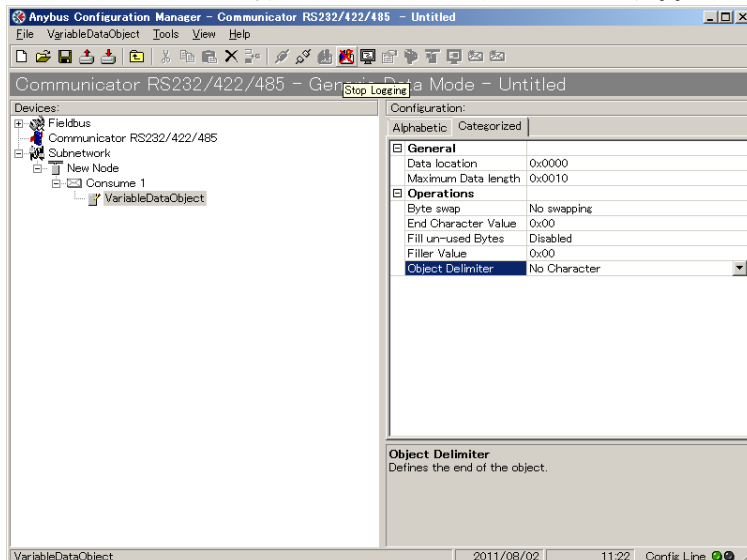 Anybus Configuration Manager - Communicator RS232/422/485 - Untitled
File VariableDataObject Tools View Help
Communicator RS232/422/485 - Generic Data Mode - Untitled
Stop Logging
Devices:
Fieldbus
Communicator RS232/422/485
Subnetwork
New Node
Consume 1
VariableDataObject
Configuration:
Alphabetic Categorized
General
Data location 0x0000
Maximum Data length 0x0010
Operations
Byte swap No swapping
End Character Value 0x00
Fill un-used Bytes Disabled
Filler Value 0x00
Object Delimiter No Character
Object Delimiter
Defines the end of the object.
VariableDataObject 2011/08/02 11:22 Config Line